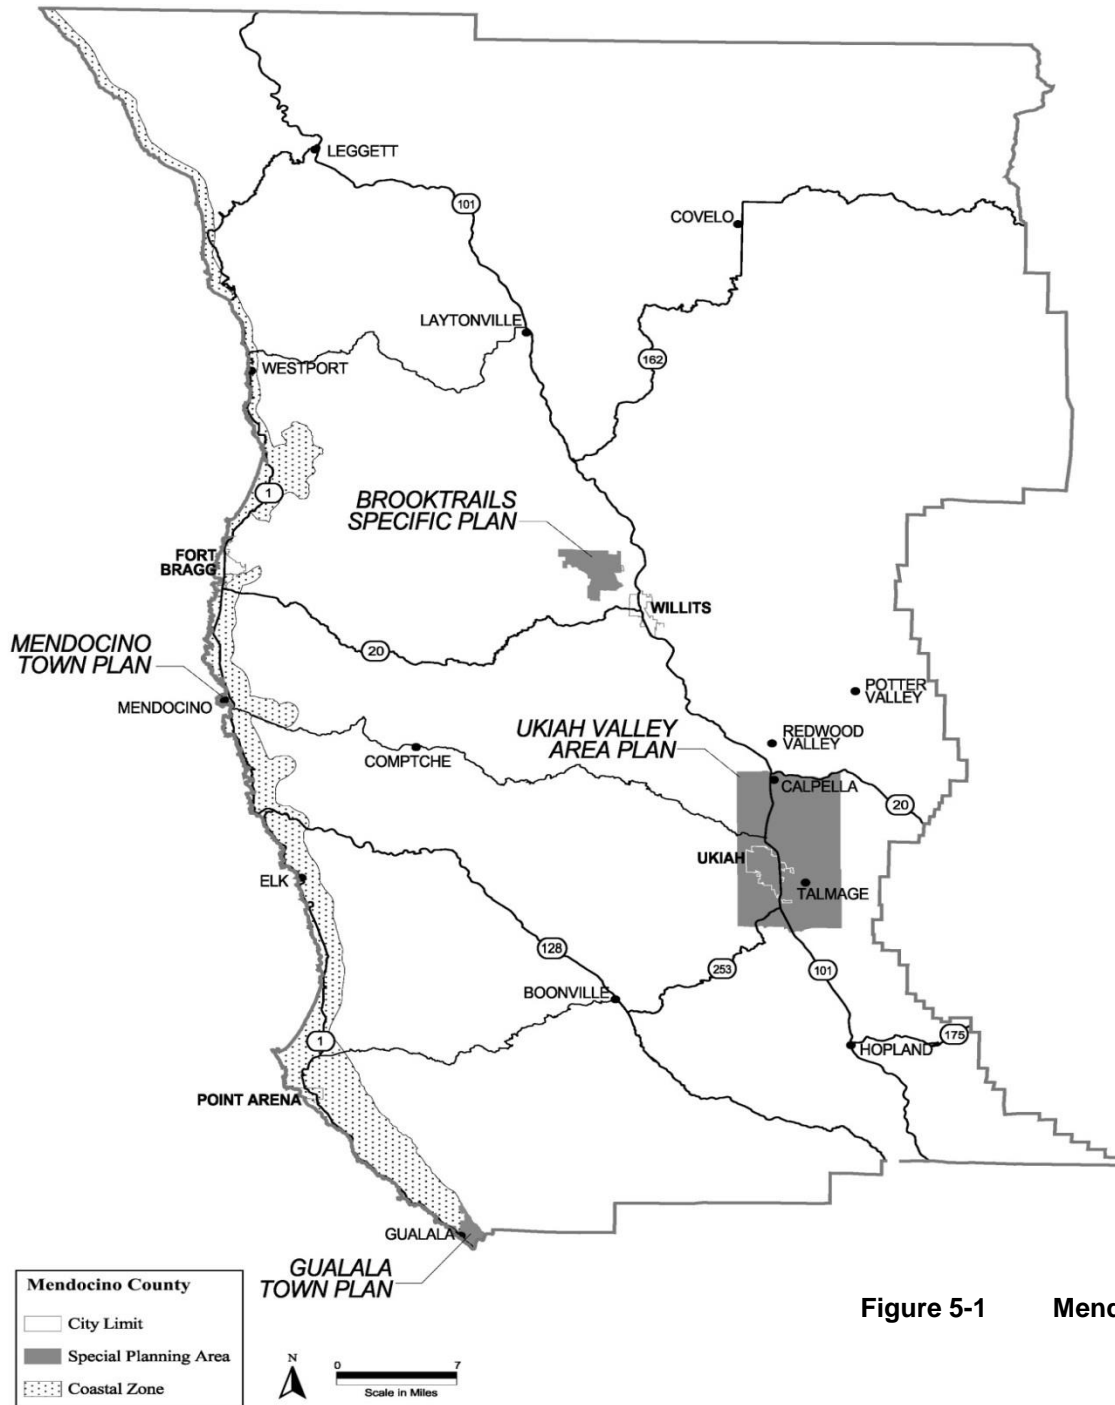 LEGGETT
101
COVELO
LAYTONVILLE
162
WESTPORT
1
BROOKTRAILS
SPECIFIC PLAN
FORT
BRAGG
WILLITS
20
MENDOCINO
TOWN PLAN
MENDOCINO
POTTER
VALLEY
REDWOOD
VALLEY
UKIAH VALLEY
AREA PLAN
COMPTCHE
CALPELLA
20
UKIAH
TALMAGE
ELK
128
253
101
BOONVILLE
1
175
HOPLAND
POINT ARENA
GUALALA
GUALALA
TOWN PLAN
Mendocino County
City Limit
Special Planning Area
Coastal Zone
N
0 7
Scale in Miles
Figure 5-1 Mend